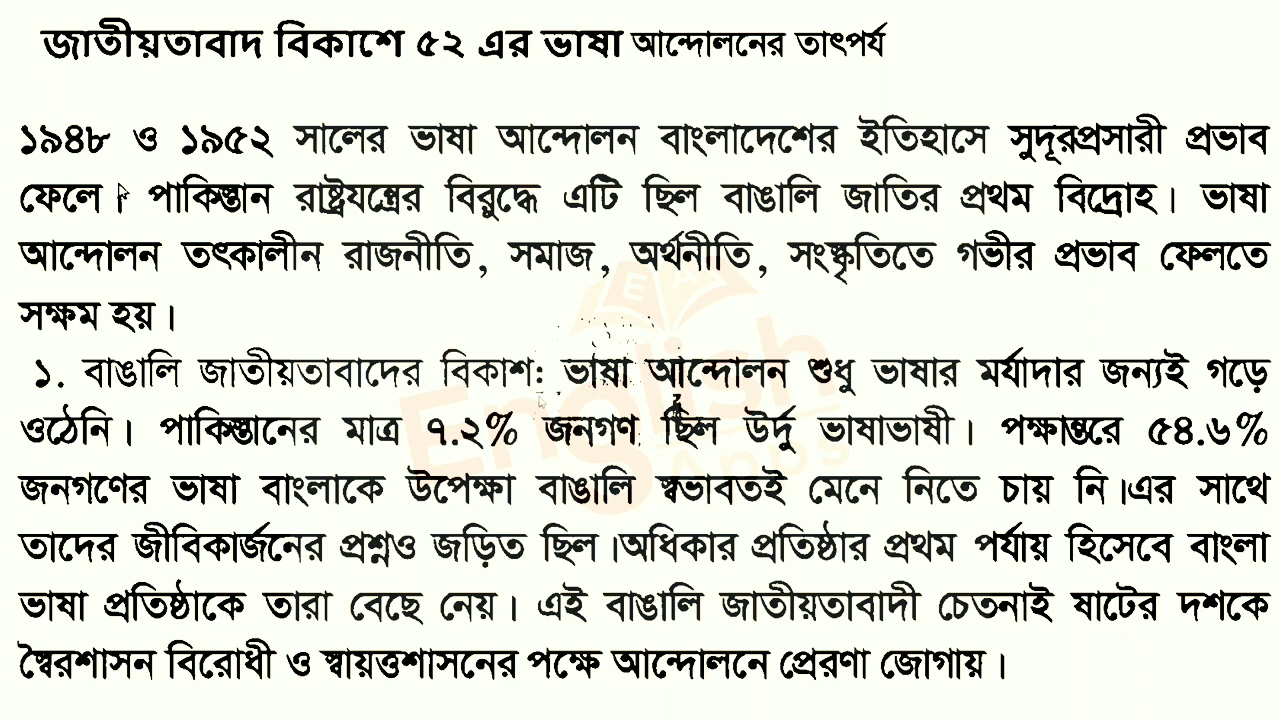 জাতীয়তাবাদ বিকাশে ৫২ এর ভাষা আন্দোলনের তাৎপর্য
১৯৪৮ ও ১৯৫২ সালের ভাষা আন্দোলন বাংলাদেশের ইতিহাসে সুদূরপ্রসারী প্রভাব
ফেলে। পাকিস্তান রাষ্ট্রযন্ত্রের বিরুদ্ধে এটি ছিল বাঙালি জাতির প্রথম বিদ্রোহ। ভাষা
আন্দোলন তৎকালীন রাজনীতি, সমাজ, অর্থনীতি, সংস্কৃতিতে গভীর প্রভাব ফেলতে
সক্ষম হয়।
১. বাঙালি জাতীয়তাবাদের বিকাশ: ভাষা আন্দোলন শুধু ভাষার মর্যাদার জন্যই গড়ে
ওঠেনি। পাকিস্তানের মাত্র ৭.২% জনগণ ছিল উর্দু ভাষাভাষী। পক্ষান্তরে ৫৪.৬%
জনগণের ভাষা বাংলাকে উপেক্ষা বাঙালি স্বভাবতই মেনে নিতে চায় নি।এর সাথে
তাদের জীবিকার্জনের প্রশ্নও জড়িত ছিল।অধিকার প্রতিষ্ঠার প্রথম পর্যায় হিসেবে বাংলা
ভাষা প্রতিষ্ঠাকে তারা বেছে নেয়। এই বাঙালি জাতীয়তাবাদী চেতনাই ষাটের দশকে
স্বৈরশাসন বিরোধী ও স্বায়ত্তশাসনের পক্ষে আন্দোলনে প্রেরণা জোগায়।
English
Apps